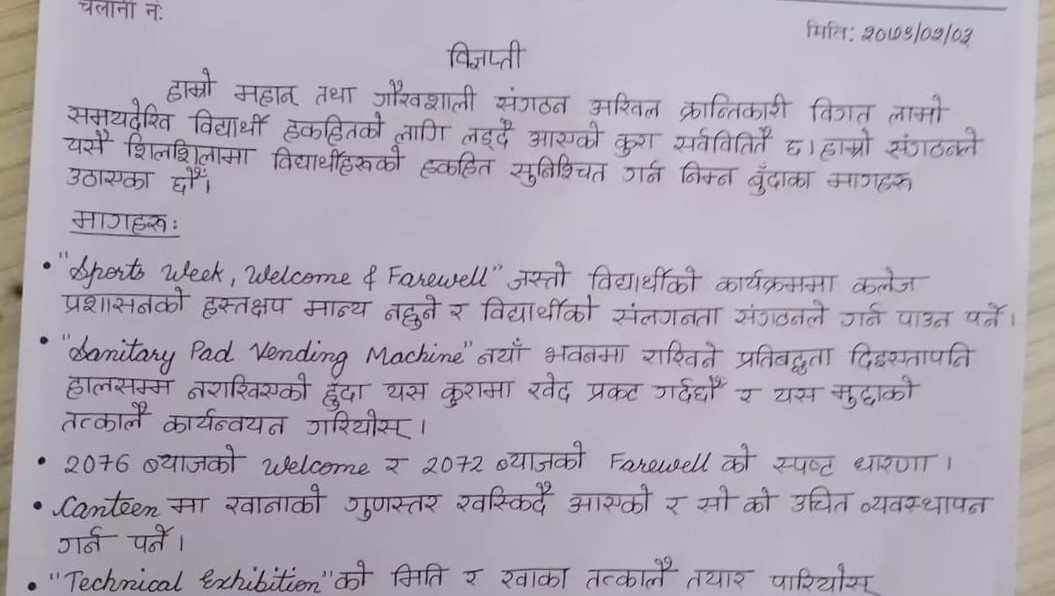 चलानी नं:
मिति: २०७९/०२/०३
विज्ञप्ती
हाम्रो महान् तथा गौरवशाली संगठन अखिल क्रान्तिकारी विगत लामो
समयदेखि विद्यार्थी हकहितको लागि लड्दै आएको कुरा सर्वविवितै छ। हाम्रो संगठनले
यसै शिलशिलामा विद्यार्थीहरुको हकहित सुनिश्चित गर्न निम्न बुँदाका मागहरु
उठाएका छौँ।
मागहरु:
• "Sports Week, Welcome & Farewell" जस्तो विद्यार्थीको कार्यक्रममा कलेज
प्रशासनको हस्तक्षप मान्य नहुने र विद्यार्थीको संलगनता संगठनले गर्न पाउन पर्ने।
• "Sanitary Pad Vending Machine" नयाँ भवनमा राखिने प्रतिबद्धता दिइएतापति
हालसम्म नराखिएको हुँदा यस कुरामा खेद प्रकट गर्दछौँ र यस मुद्दाको
तत्कालै कार्यन्वयन गरियोस्।
• 2076 ब्याजको Welcome र 2072 ब्याजको Farewell को स्पष्ट धारणा।
• Canteen मा खानाको गुणस्तर खस्किदै आएको र सो को उचित व्यवस्थापन
गर्न पर्ने।
• "Technical Exhibition" को मिति र खाका तत्कालै तयार पारियोस्